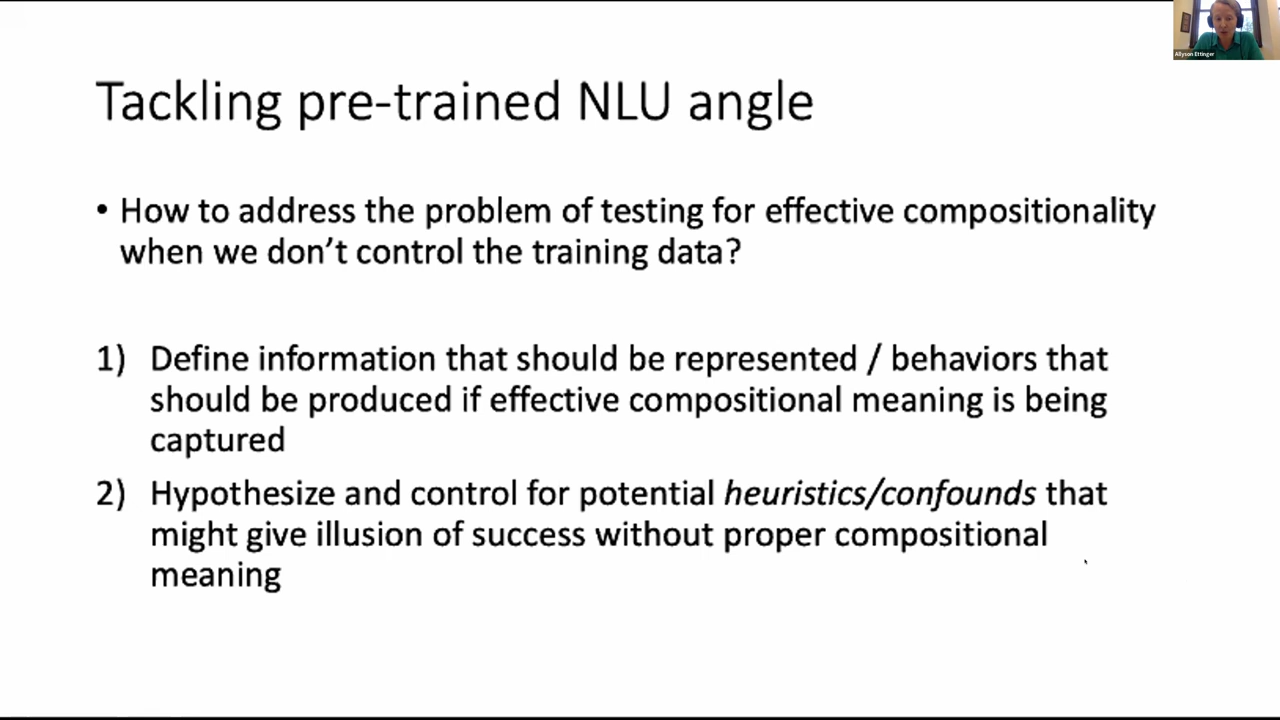 Allyson Ettinger
Tackling pre-trained NLU angle
• How to address the problem of testing for effective compositionality
when we don't control the training data?
1) Define information that should be represented / behaviors that
should be produced if effective compositional meaning is being
captured
2) Hypothesize and control for potential heuristics/confounds that
might give illusion of success without proper compositional
meaning